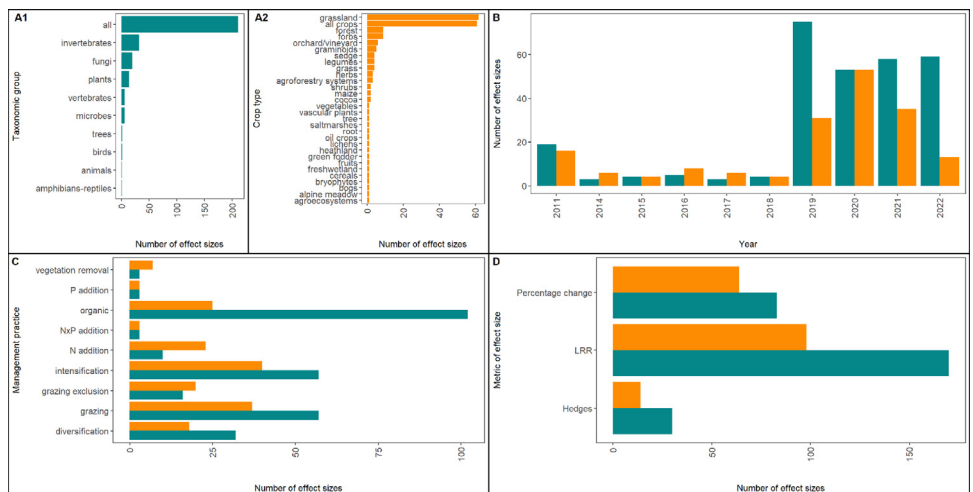 A1
Taxonomic group
all
invertebrates
fungi
plants
vertebrates
microbes
trees
birds
animals
amphibians-reptiles
0
50
100
150
200
Number of effect sizes
A2
Crop type
grassland
all crops
forest
forbs
orchard/vineyard
graminoids
sedge
legumes
grass
herbs
agroforestry systems
shrubs
maize
cocoa
vegetables
vascular plants
tree
saltmarshes
root
oil crops
lichens
heathland
green fodder
fruits
freshwetland
cereals
bryophytes
bogs
alpine meadow
agroecosystems
0
20
40
60
Number of effect sizes
B
Number of effect sizes
60
40
20
0
2011
2014
2015
2016
2017
2018
2019
2020
2021
2022
Year
C
Management practice
vegetation removal
P addition
organic
NxP addition
N addition
intensification
grazing exclusion
grazing
diversification
0
25
50
75
100
Number of effect sizes
D
Metric of effect size
Percentage change
LRR
Hedges
0
50
100
150
Number of effect sizes